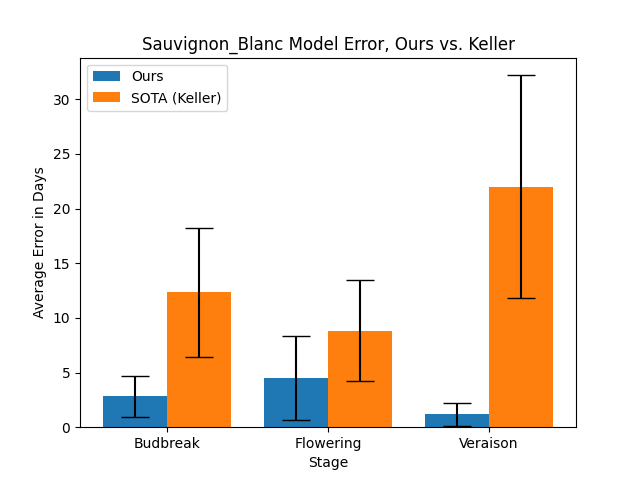 Sauvignon_Blanc Model Error, Ours vs. Keller
Ours
SOTA (Keller)
Average Error in Days
30
25
20
15
10
5
0
Budbreak
Flowering
Veraison
Stage